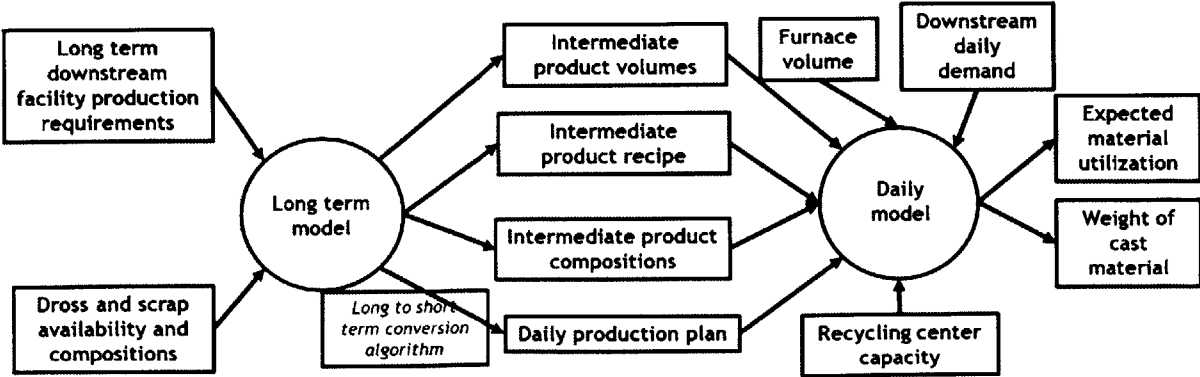 Long term
downstream
facility production
requirements
Dross and scrap
availability and
compositions
Long term
model
Long to short
term conversion
algorithm
Intermediate
product volumes
Intermediate
product recipe
Intermediate product
compositions
Daily production plan
Furnace
volume
Downstream
daily
demand
Daily
model
Recycling center
capacity
Expected
material
utilization
Weight of
cast
material